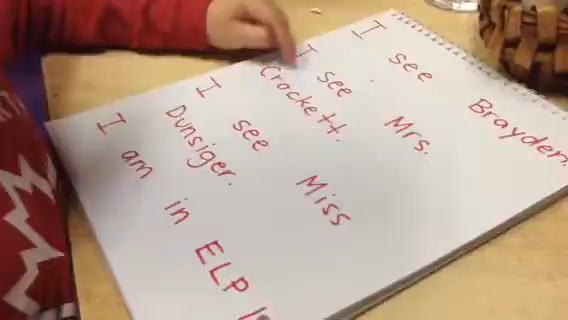 I see Brayden.
I see Mrs.
Crockett.
I see Miss
Dunsiger.
I am in ELP